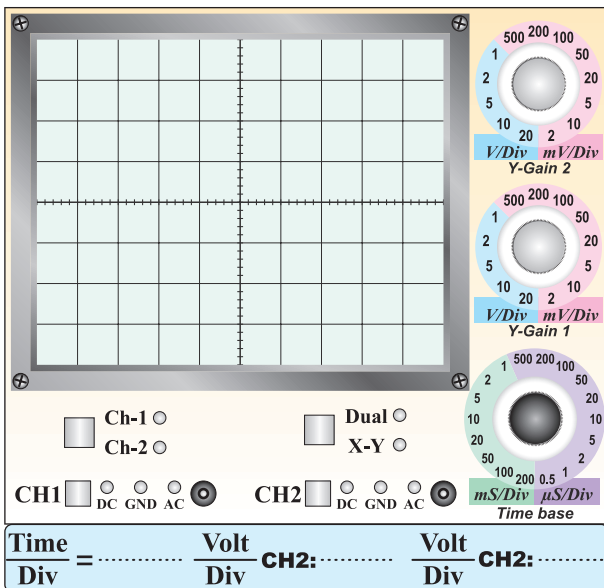 500 200 100
1 50
2 20
5 10
10 20 2
V/Div mV/Div
Y-Gain 2
500 200 100
1 50
2 20
5 10
10 20 2
V/Div mV/Div
Y-Gain 1
500 200 100
1 50
2 20
5 10
10 5
20 2
50 1
100 200 0.5
mS/Div µS/Div
Time base
Ch-1
Ch-2
Dual
X-Y
CH1 DC GND AC
CH2 DC GND AC
Time
Div = ............
Volt
Div CH2: ............
Volt
Div CH2: ............